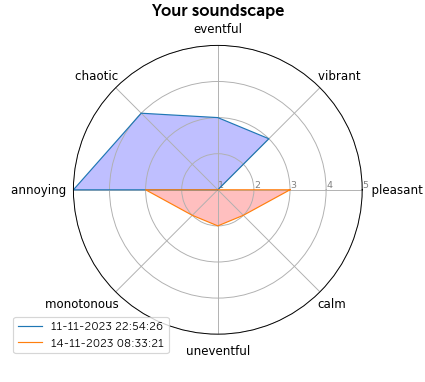 Your soundscape
eventful
chaotic
vibrant
annoying
1 2 3 4 5
pleasant
monotonous
calm
11-11-2023 22:54:26
14-11-2023 08:33:21
uneventful